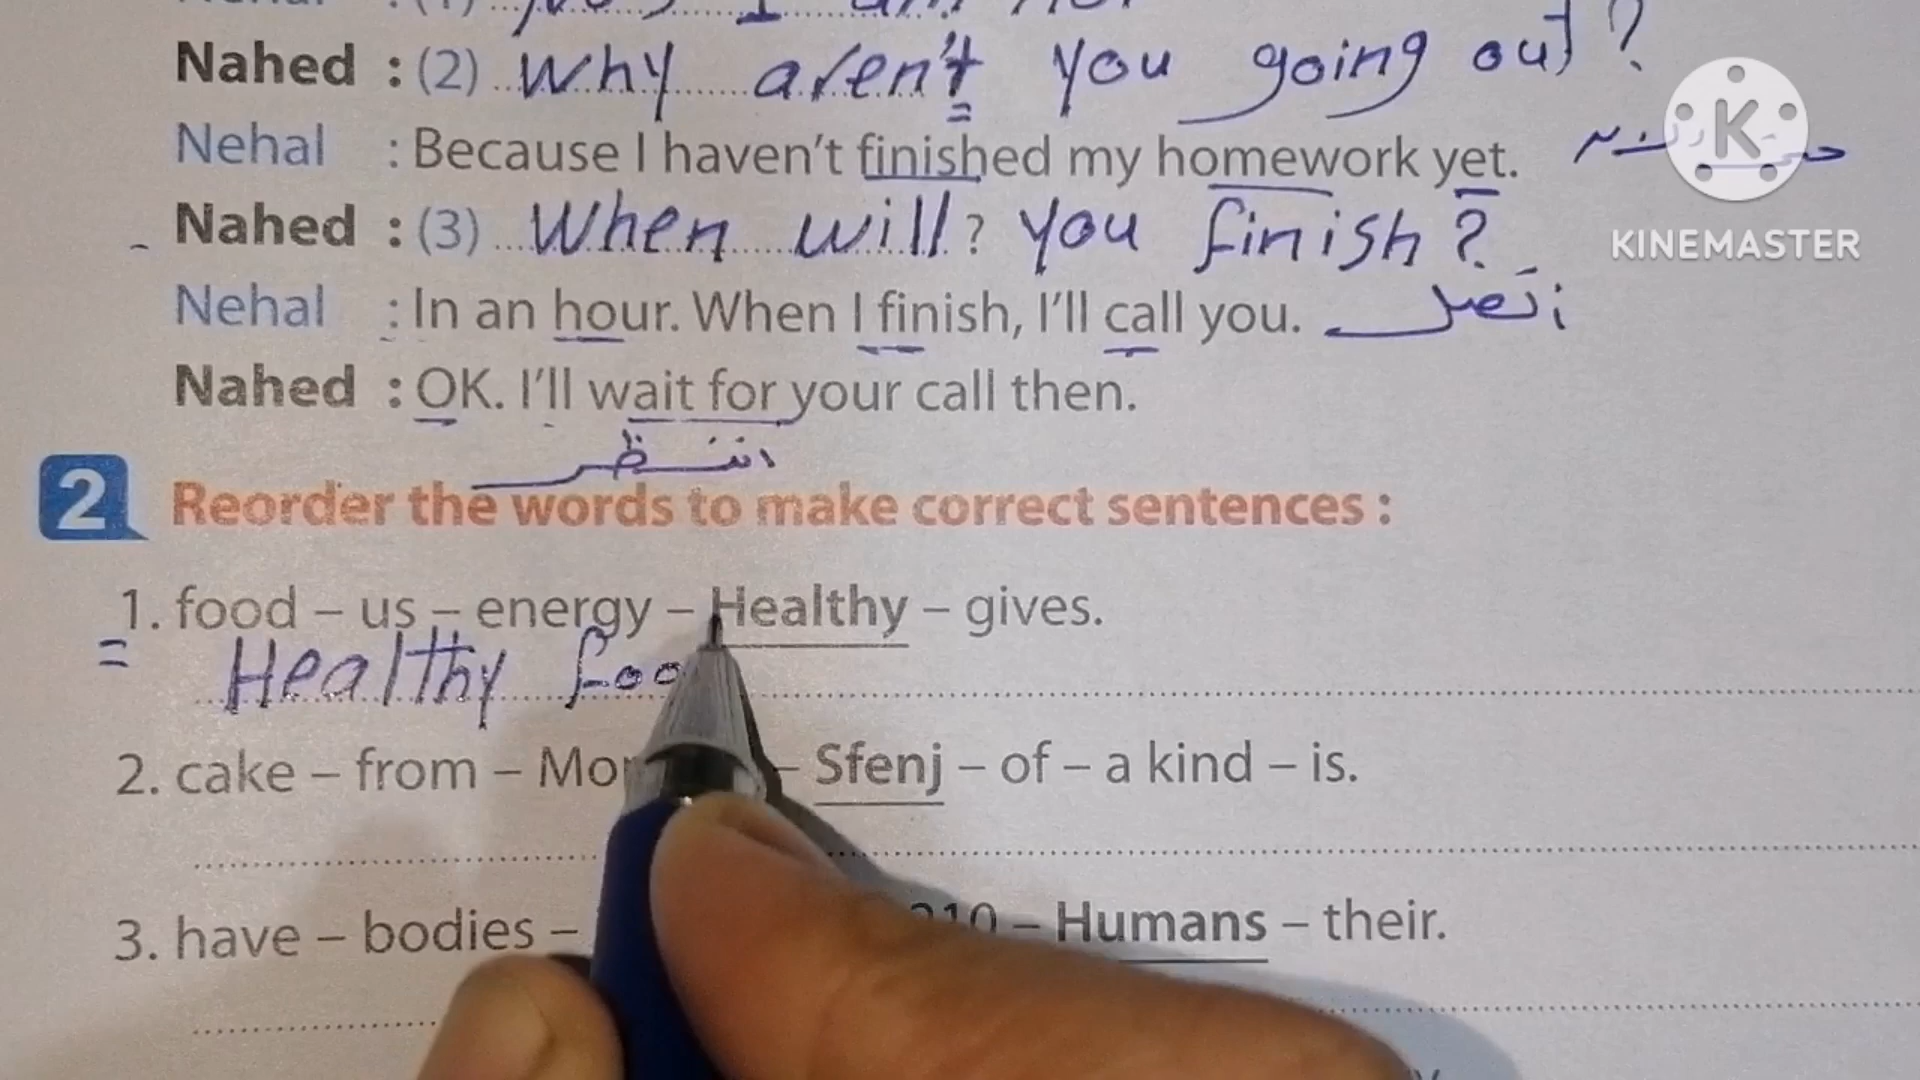 Nahed : (2) Why aren't you going out ?
Nehal : Because I haven't finished my homework yet.
Nahed : (3) When will ? you finish ?
Nehal : In an hour. When I finish, I'll call you. اتصل
Nahed : OK. I'll wait for your call then.
انتظر
2 Reorder the words to make correct sentences :
1. food – us – energy – Healthy – gives.
= Healthy foo
2. cake – from – Mo – Sfenj – of – a kind – is.
3. have – bodies – 210 – Humans – their.
K
KINEMASTER